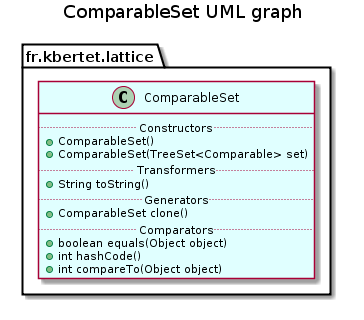 ComparableSet UML graph
fr.kbertet.lattice
C ComparableSet
Constructors
ComparableSet()
ComparableSet(TreeSet<Comparable> set)
Transformers
String toString()
Generators
ComparableSet clone()
Comparators
boolean equals(Object object)
int hashCode()
int compareTo(Object object)